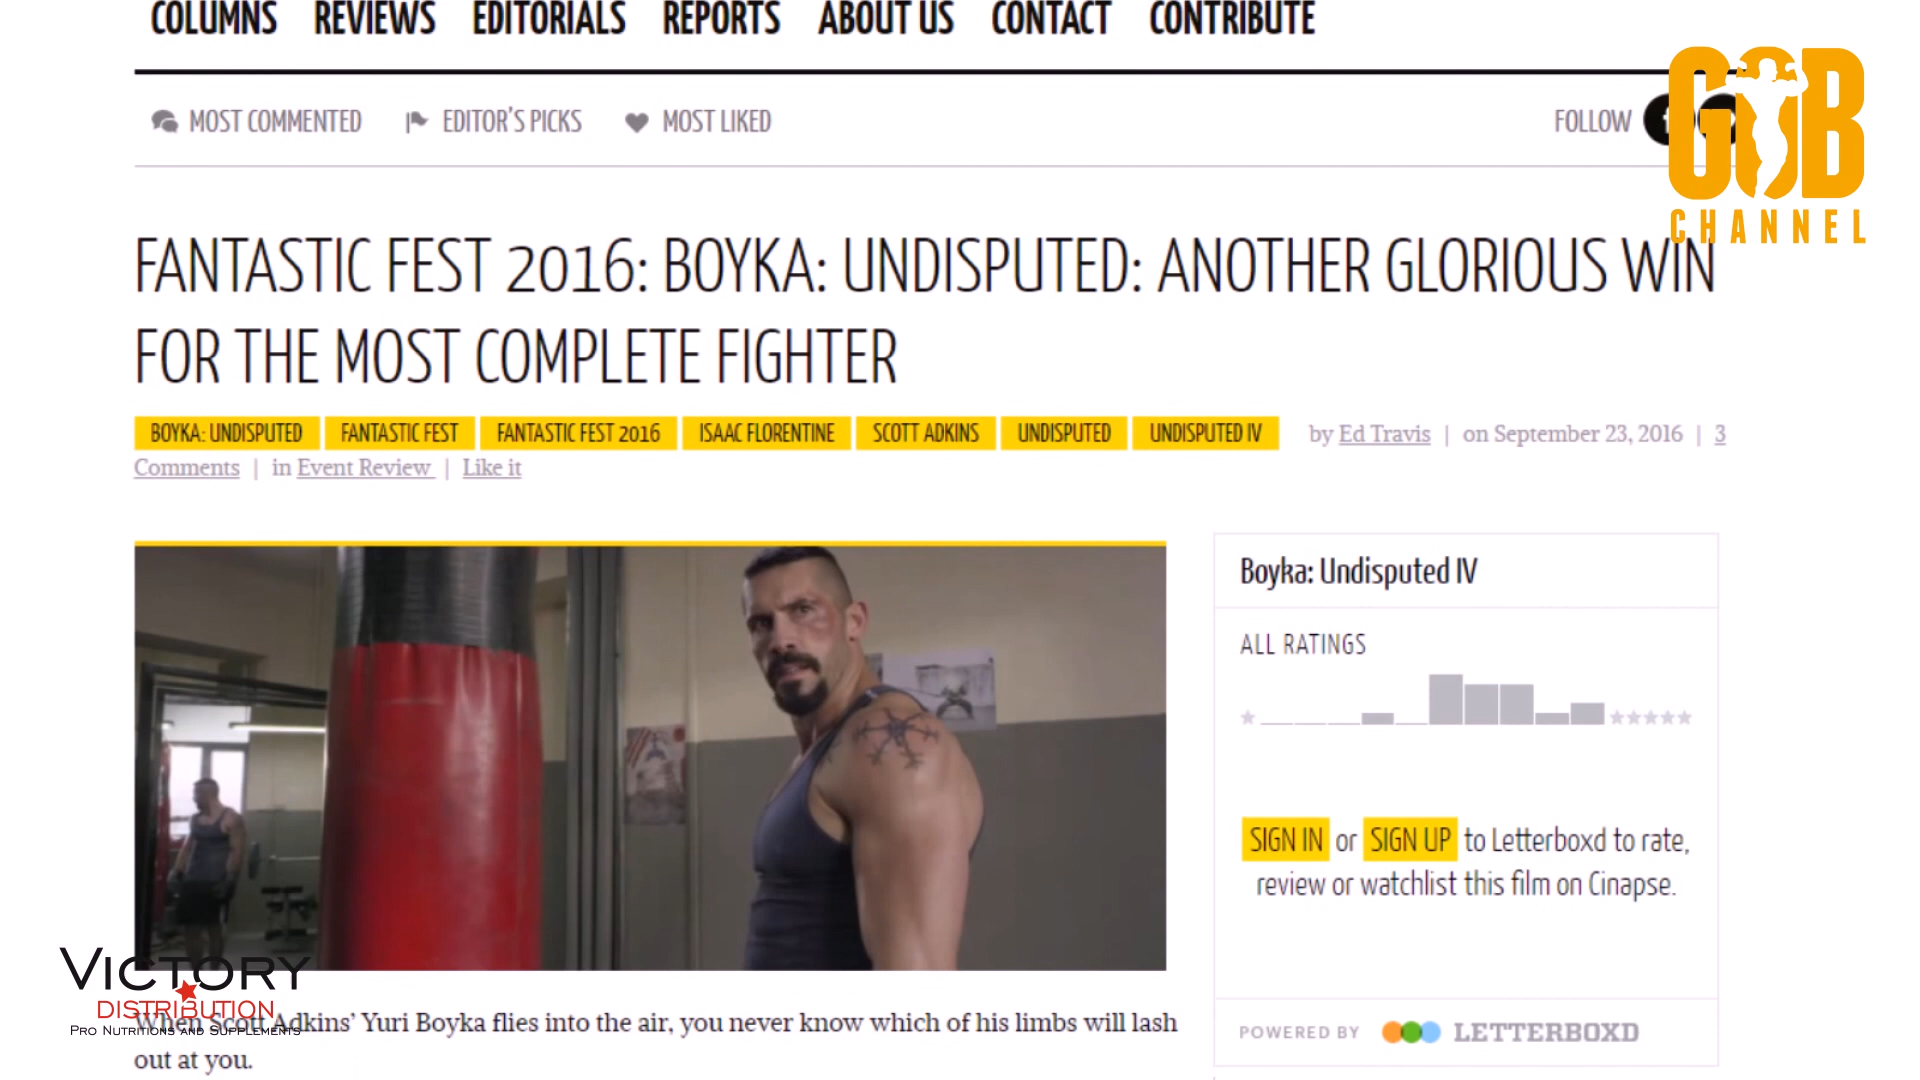 COLUMNS REVIEWS EDITORIALS REPORTS ABOUT US CONTACT CONTRIBUTE
MOST COMMENTED EDITOR'S PICKS MOST LIKED FOLLOW
GOB
CHANNEL
FANTASTIC FEST 2016: BOYKA: UNDISPUTED: ANOTHER GLORIOUS WIN
FOR THE MOST COMPLETE FIGHTER
BOYKA: UNDISPUTED FANTASTIC FEST FANTASTIC FEST 2016 ISAAC FLORENTINE SCOTT ADKINS UNDISPUTED UNDISPUTED IV by Ed Travis | on September 23, 2016 | 3
Comments | in Event Review | Like it
Boyka: Undisputed IV
ALL RATINGS
SIGN IN or SIGN UP to Letterboxd to rate,
review or watchlist this film on Cinapse.
POWERED BY LETTERBOXD
VICTORY
DISTRIBUTION
PRO NUTRITIONS AND SUPPLEMENTS
When Scott Adkins' Yuri Boyka flies into the air, you never know which of his limbs will lash
out at you.